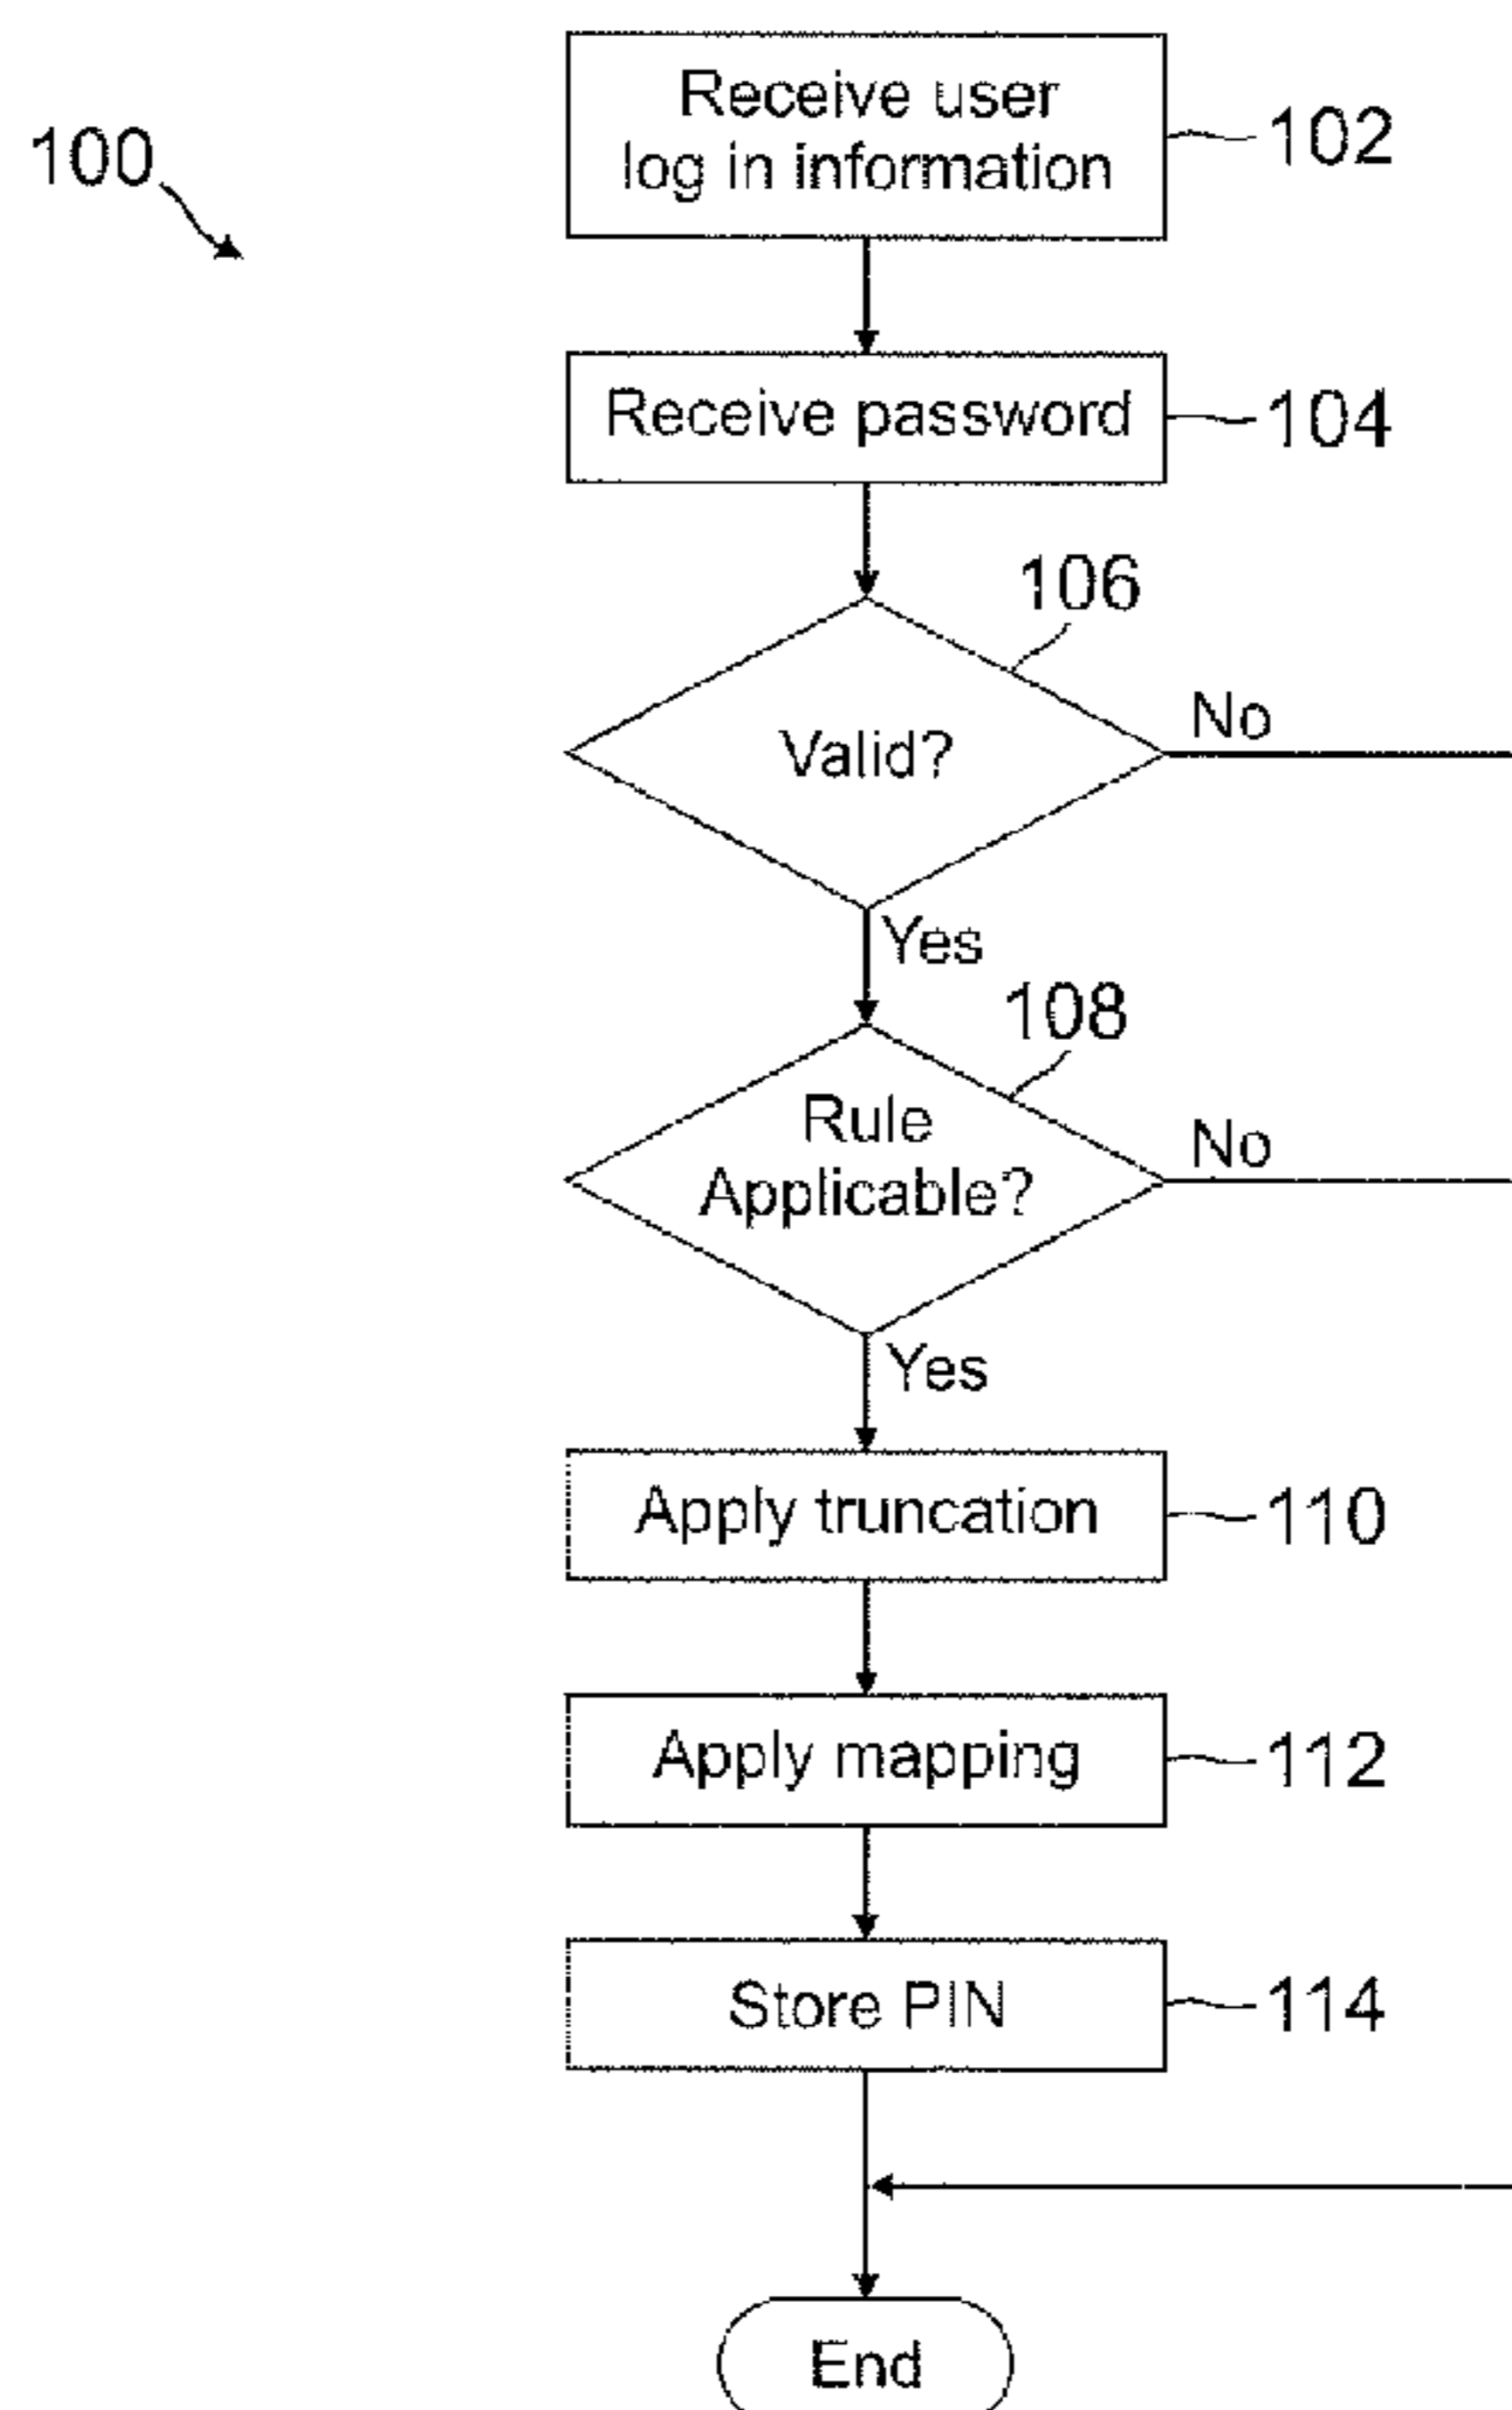 100
Receive user
log in information
102
Receive password
104
106
Valid?
No
Yes
108
Rule
Applicable?
No
Yes
Apply truncation
110
Apply mapping
112
Store PIN
114
End